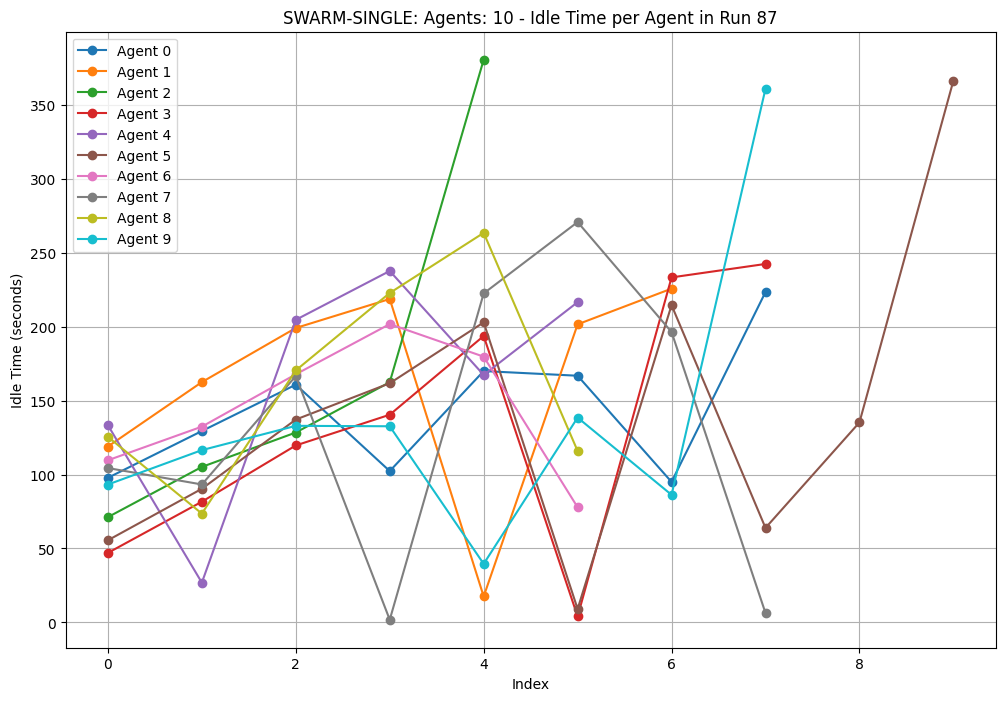 SWARM-SINGLE: Agents: 10 - Idle Time per Agent in Run 87
Agent 0
Agent 1
Agent 2
Agent 3
Agent 4
Agent 5
Agent 6
Agent 7
Agent 8
Agent 9
Idle Time (seconds)
350
300
250
200
150
100
50
0
0 2 4 6 8
Index